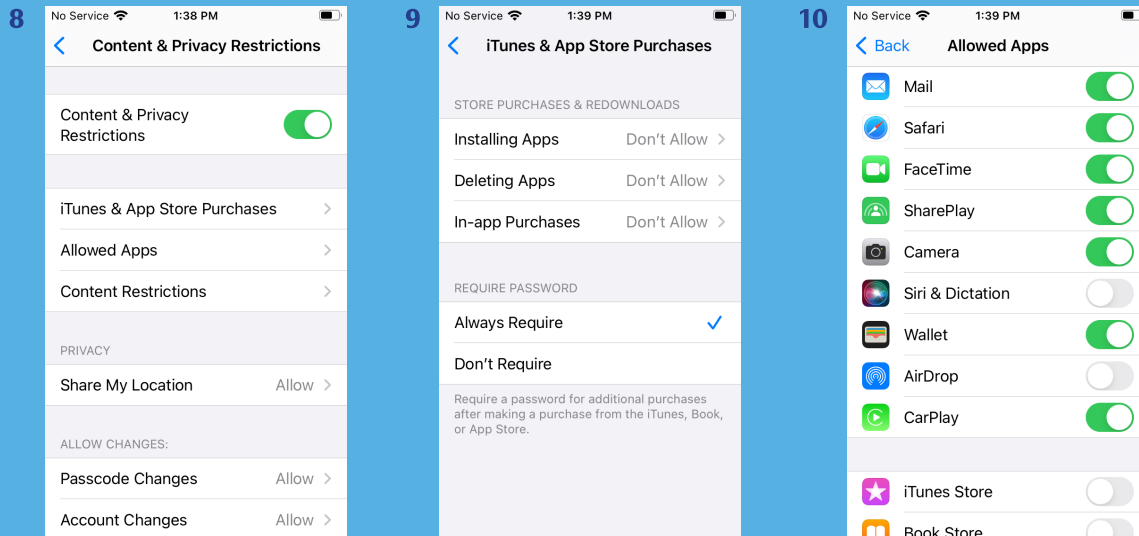 8
No Service 1:38 PM
Content & Privacy Restrictions
Content & Privacy
Restrictions
iTunes & App Store Purchases
Allowed Apps
Content Restrictions
PRIVACY
Share My Location Allow
ALLOW CHANGES:
Passcode Changes Allow
Account Changes Allow
9
No Service 1:39 PM
iTunes & App Store Purchases
STORE PURCHASES & REDOWNLOADS
Installing Apps Don't Allow
Deleting Apps Don't Allow
In-app Purchases Don't Allow
REQUIRE PASSWORD
Always Require
Don't Require
Require a password for additional purchases
after making a purchase from the iTunes, Book,
or App Store.
10
No Service 1:39 PM
Back Allowed Apps
Mail
Safari
FaceTime
SharePlay
Camera
Siri & Dictation
Wallet
AirDrop
CarPlay
iTunes Store
Book Store